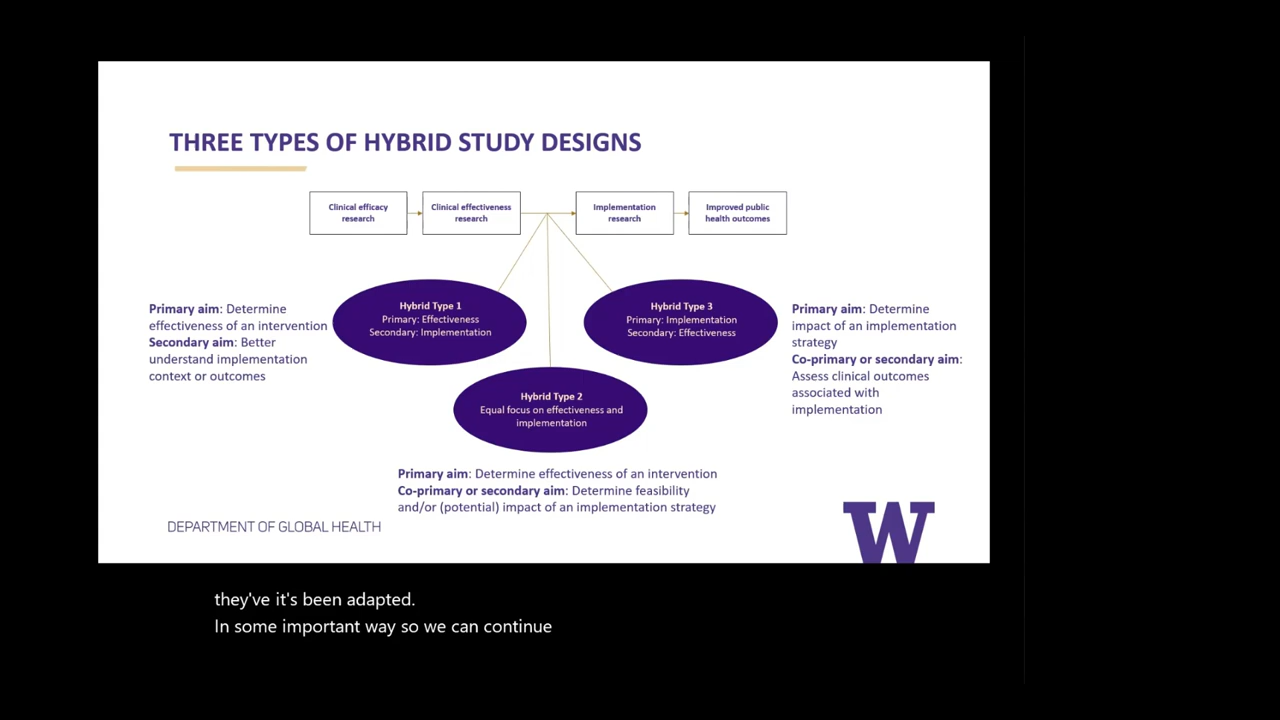 THREE TYPES OF HYBRID STUDY DESIGNS
Clinical efficacy
research
Clinical effectiveness
research
Implementation
research
Improved public
health outcomes
Primary aim: Determine
effectiveness of an intervention
Secondary aim: Better
understand implementation
context or outcomes
Hybrid Type 1
Primary: Effectiveness
Secondary: Implementation
Hybrid Type 3
Primary: Implementation
Secondary: Effectiveness
Primary aim: Determine
impact of an implementation
strategy
Co-primary or secondary aim:
Assess clinical outcomes
associated with
implementation
Hybrid Type 2
Equal focus on effectiveness and
implementation
Primary aim: Determine effectiveness of an intervention
Co-primary or secondary aim: Determine feasibility
and/or (potential) impact of an implementation strategy
DEPARTMENT OF GLOBAL HEALTH
W
they've it's been adapted.
In some important way so we can continue